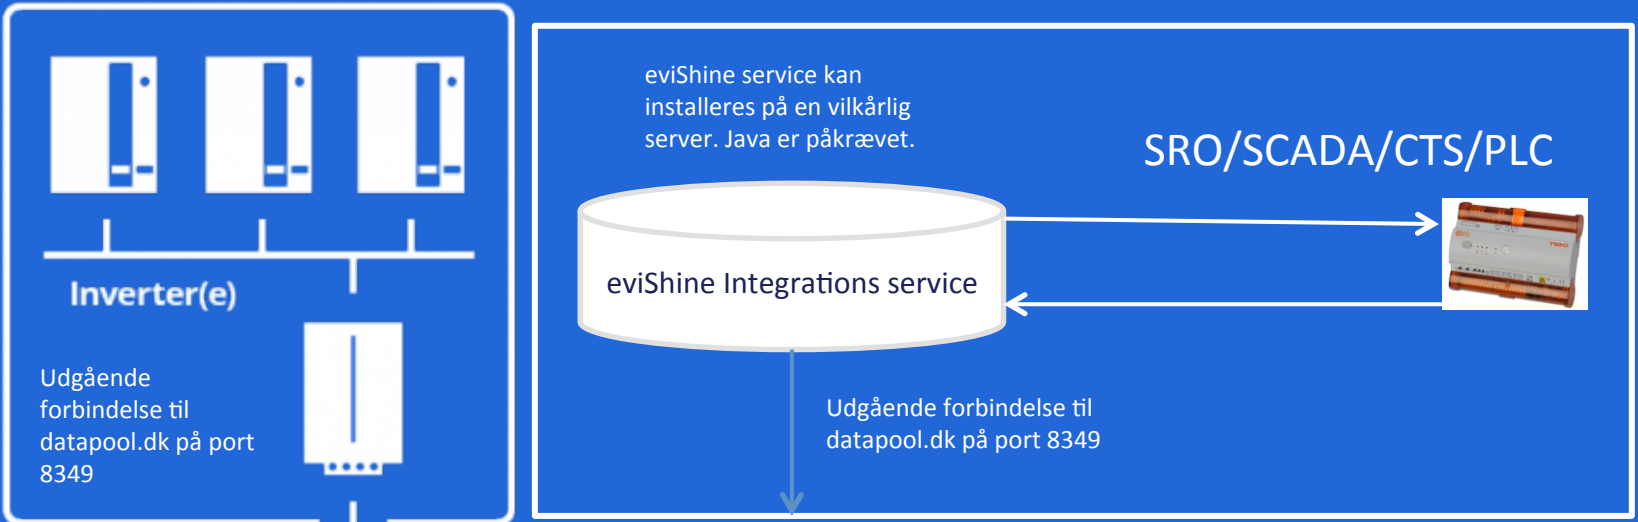 Inverter(e)
Udgående
forbindelse til
datapool.dk på port
8349
eviShine service kan
installeres på en vilkårlig
server. Java er påkrævet.
SRO/SCADA/CTS/PLC
eviShine Integrations service
Udgående forbindelse til
datapool.dk på port 8349